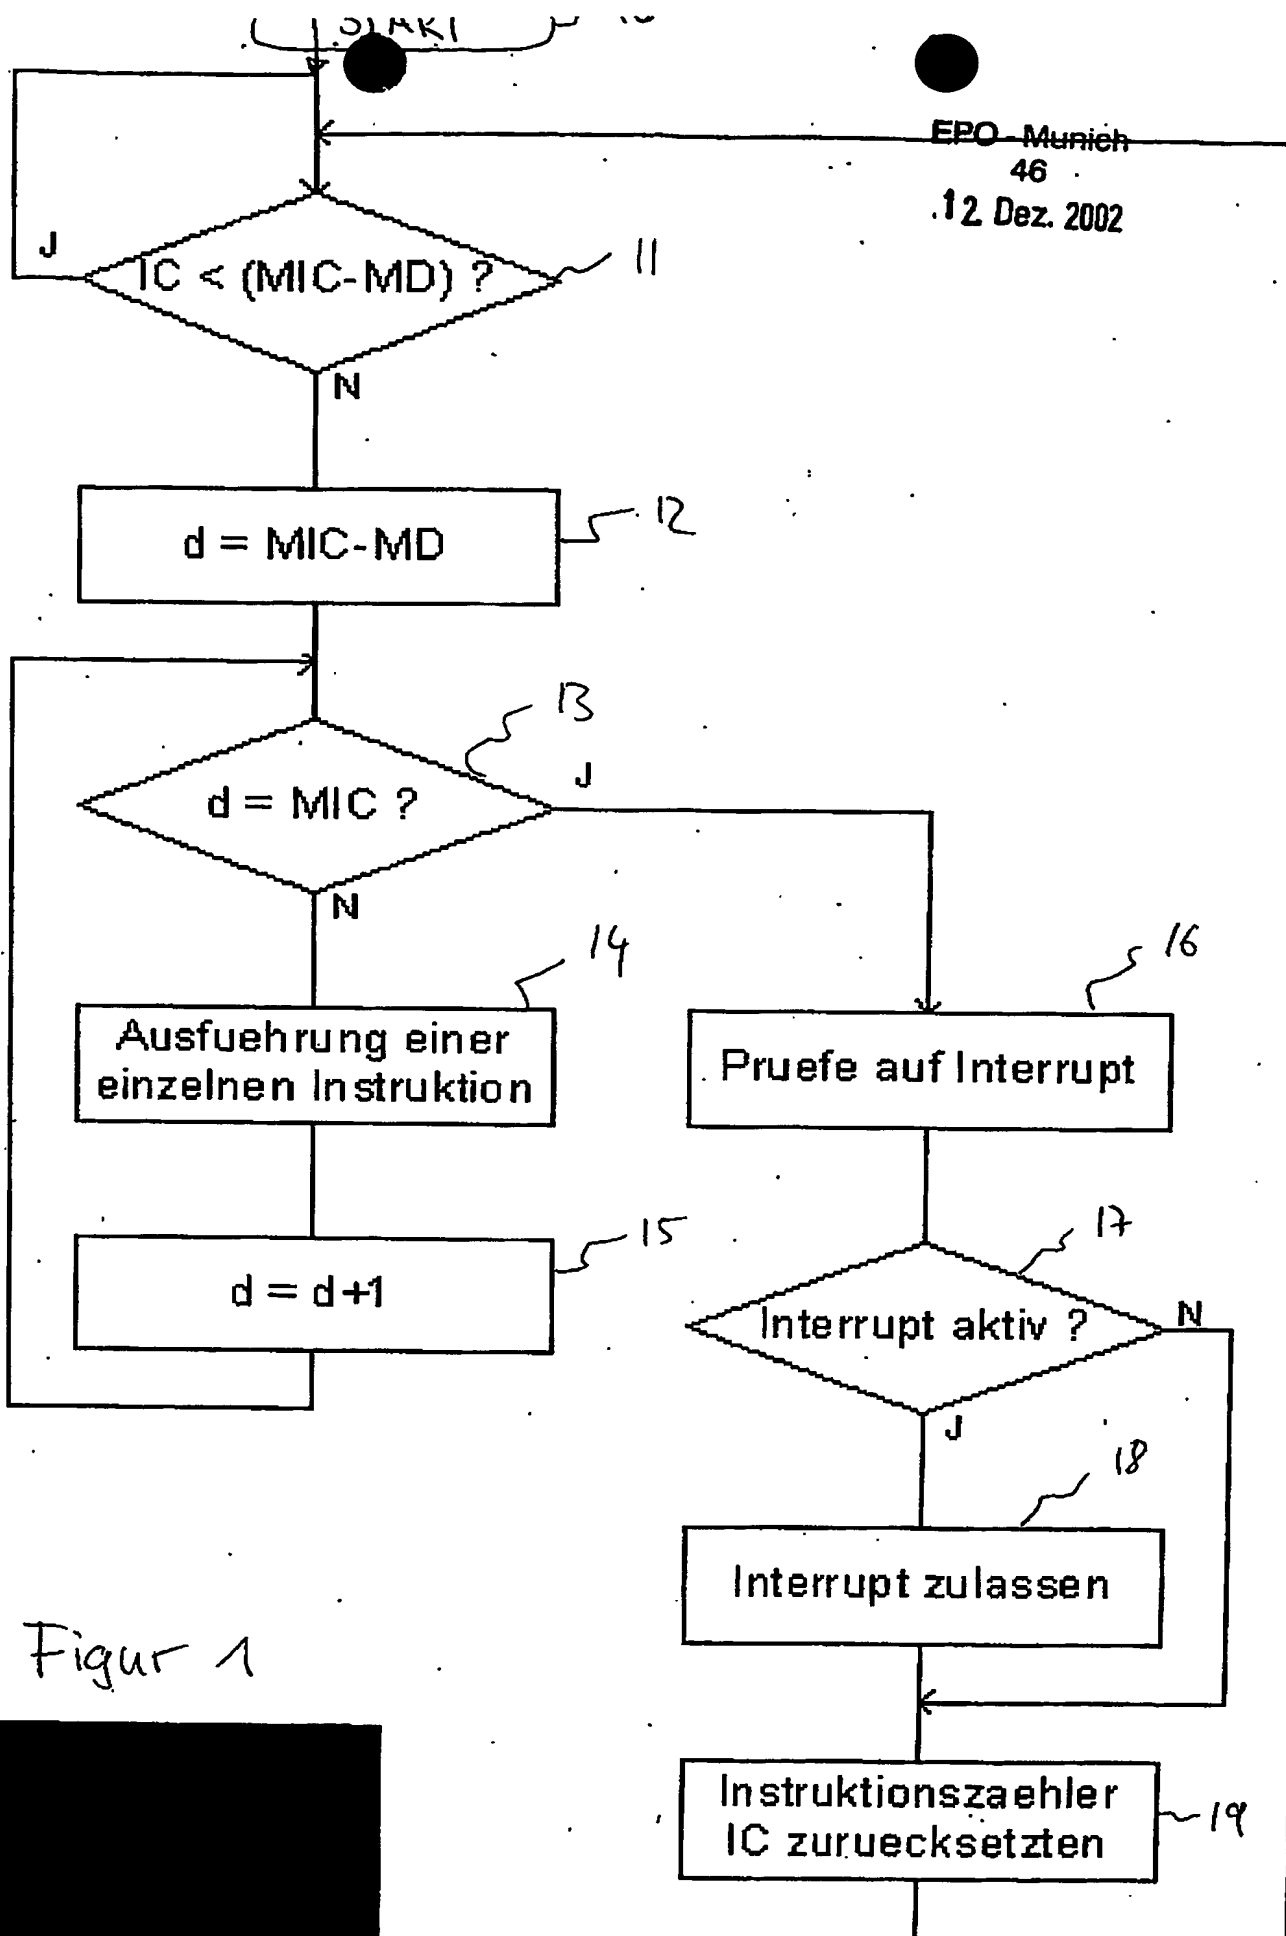 START
EPO - Munich
46
12. Dez. 2002
J
IC < (MIC-MD) ?
11
N
d = MIC-MD
12
13
d = MIC ?
J
N
14
Ausfuehrung einer
einzelnen Instruktion
16
Pruefe auf Interrupt
15
d = d+1
17
Interrupt aktiv ?
N
J
18
Interrupt zulassen
Figur 1
Instruktionszaehler
IC zuruecksetzten
19